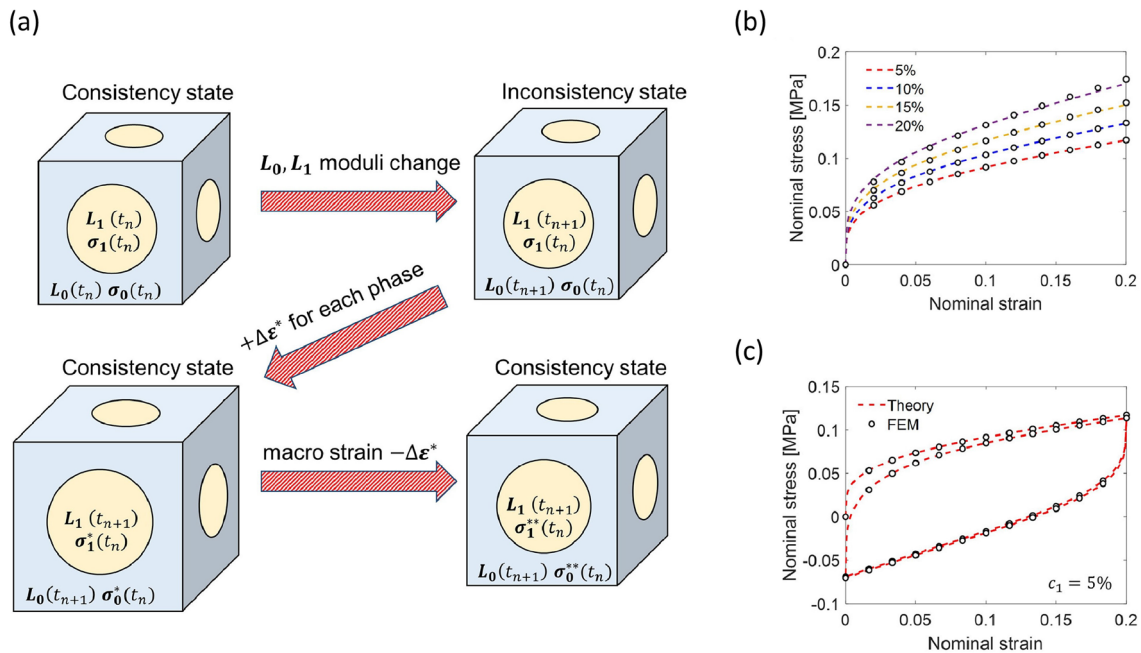 (a)
Consistency state
Inconsistency state
L₀, L₁ moduli change
L₁ (tₙ)
σ₁(tₙ)
L₀(tₙ) σ₀(tₙ)
L₁ (tₙ₊₁)
σ₁(tₙ)
L₀(tₙ₊₁) σ₀(tₙ)
+Δε* for each phase
Consistency state
Consistency state
macro strain −Δε*
L₁ (tₙ₊₁)
σ₁*(tₙ)
L₀(tₙ₊₁) σ₀*(tₙ)
L₁ (tₙ₊₁)
σ₁**(tₙ)
L₀(tₙ₊₁) σ₀**(tₙ)
(b)
Nominal stress [MPa]
0.2
0.15
0.1
0.05
0
5%
10%
15%
20%
0 0.05 0.1 0.15 0.2
Nominal strain
(c)
Nominal stress [MPa]
0.15
0.1
0.05
0
-0.05
-0.1
Theory
FEM
c₁ = 5%
0 0.05 0.1 0.15 0.2
Nominal strain